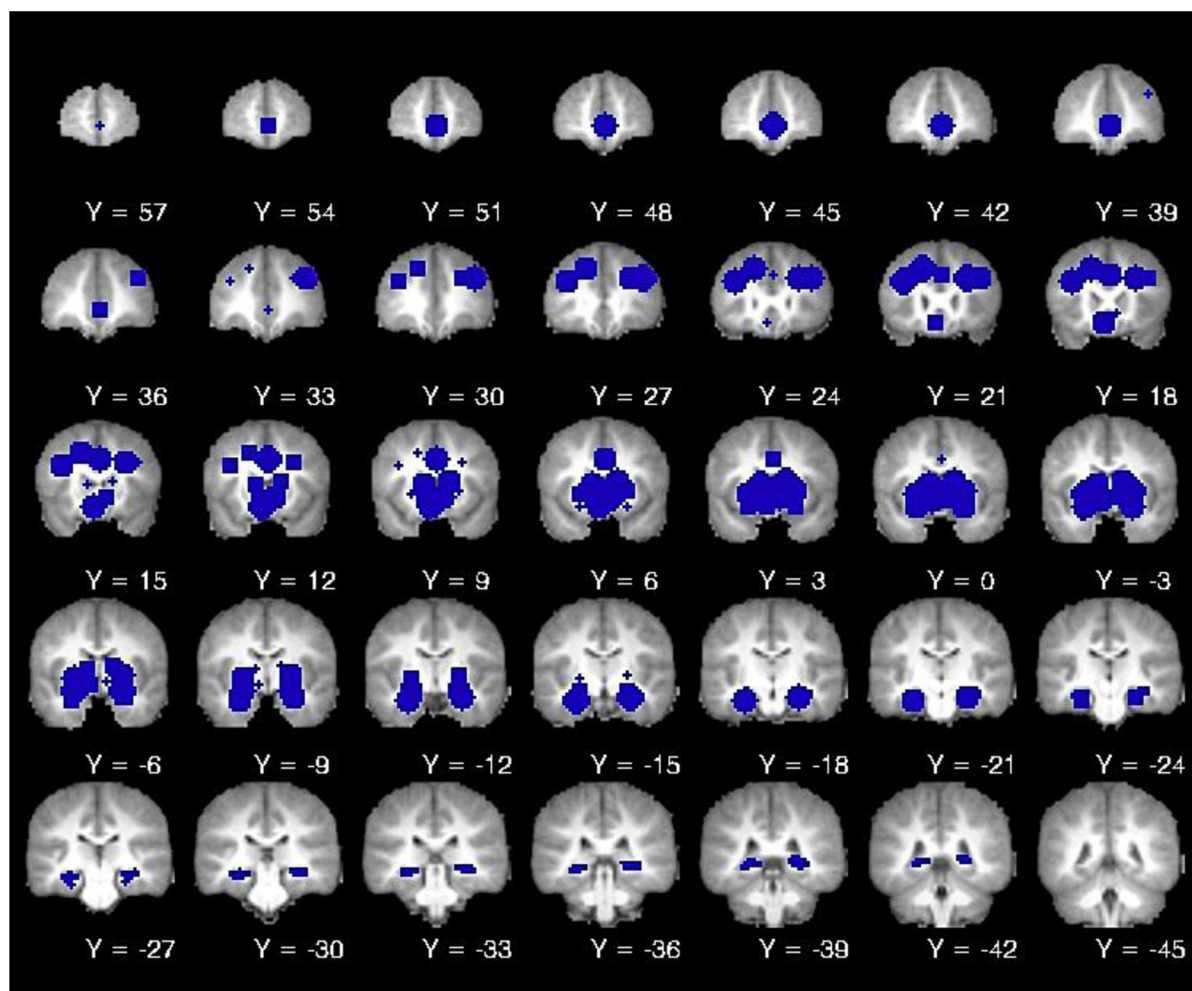 Y = 57 Y = 54 Y = 51 Y = 48 Y = 45 Y = 42 Y = 39
Y = 36 Y = 33 Y = 30 Y = 27 Y = 24 Y = 21 Y = 18
Y = 15 Y = 12 Y = 9 Y = 6 Y = 3 Y = 0 Y = -3
Y = -6 Y = -9 Y = -12 Y = -15 Y = -18 Y = -21 Y = -24
Y = -27 Y = -30 Y = -33 Y = -36 Y = -39 Y = -42 Y = -45